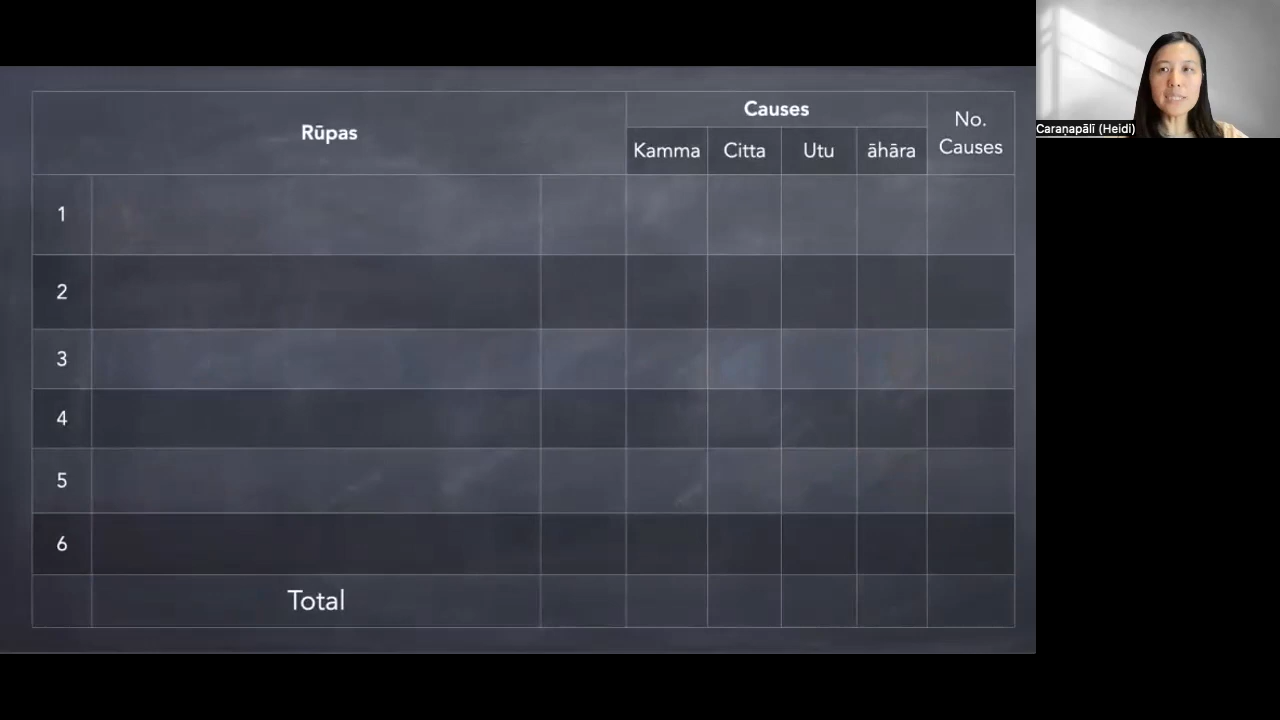 Rūpas
Causes
No.
Causes
Kamma
Citta
Utu
āhāra
1
2
3
4
5
6
Total
Caraṇapālī (Heidi)